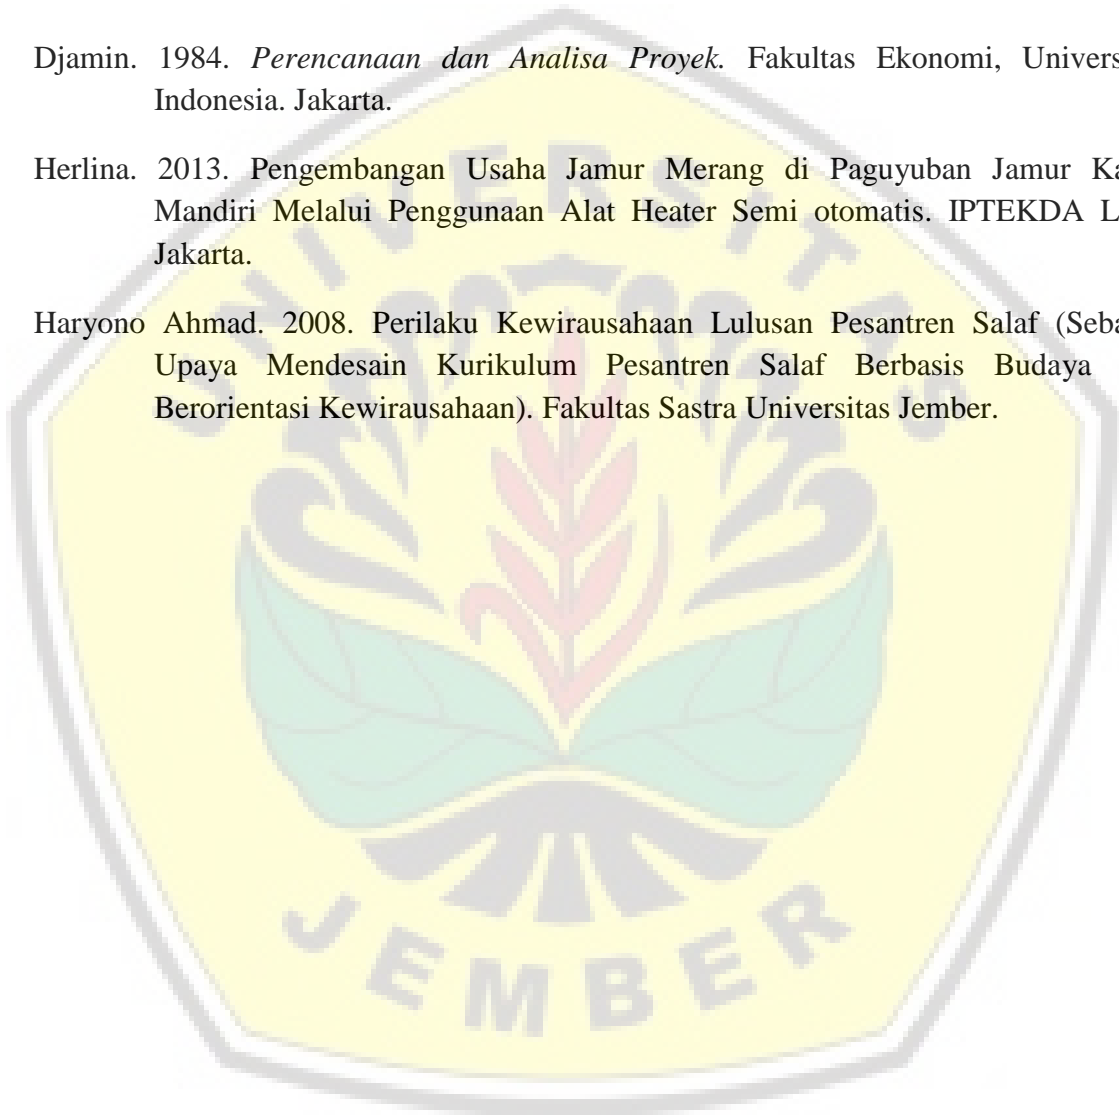 Djamin. 1984. Perencanaan dan Analisa Proyek. Fakultas Ekonomi, Univers
Indonesia. Jakarta.
Herlina. 2013. Pengembangan Usaha Jamur Merang di Paguyuban Jamur Ka
Mandiri Melalui Penggunaan Alat Heater Semi otomatis. IPTEKDA L
Jakarta.
Haryono Ahmad. 2008. Perilaku Kewirausahaan Lulusan Pesantren Salaf (Seba
Upaya Mendesain Kurikulum Pesantren Salaf Berbasis Budaya
Berorientasi Kewirausahaan). Fakultas Sastra Universitas Jember.
UNIVERSITAS
JEMBER